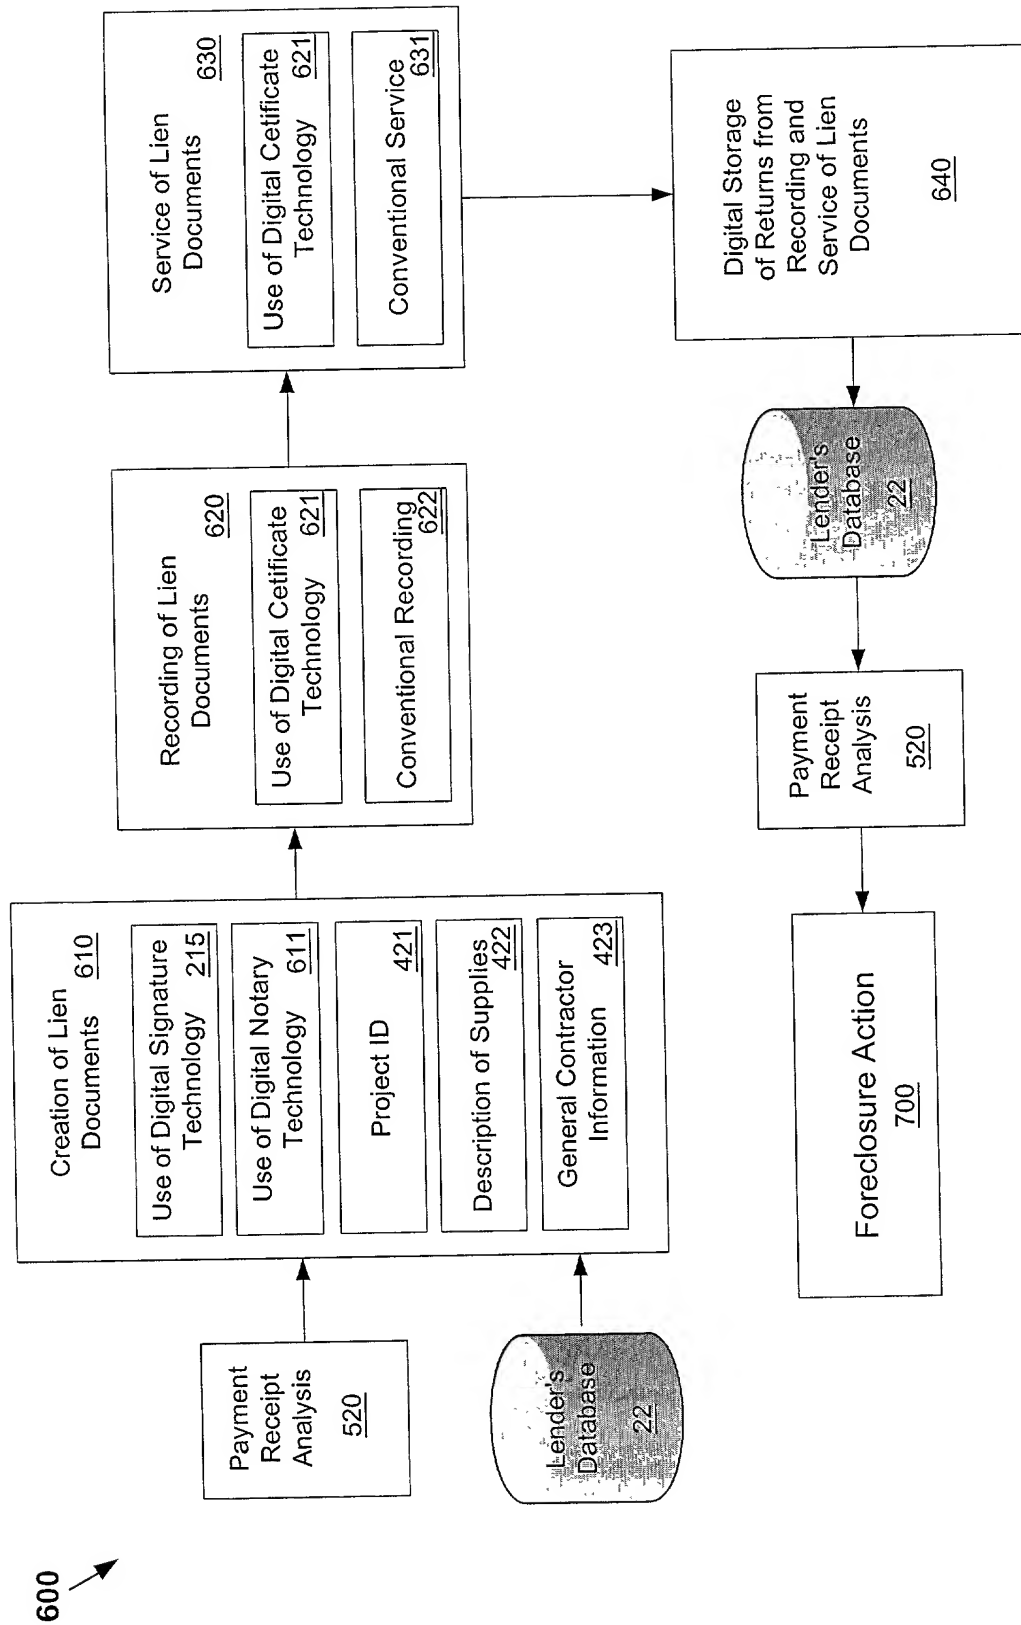 600
Payment
Receipt
Analysis
520
Lender's
Database
22
Creation of Lien
Documents 610
Use of Digital Signature
Technology 215
Use of Digital Notary
Technology 611
Project ID
421
Description of Supplies
422
General Contractor
Information 423
Recording of Lien
Documents
620
Use of Digital Cetificate
Technology 621
Conventional Recording
622
Service of Lien
Documents
630
Use of Digital Cetificate
Technology 621
Conventional Service
631
Digital Storage
of Returns from
Recording and
Service of Lien
Documents
640
Lender's
Database
22
Payment
Receipt
Analysis
520
Foreclosure Action
700